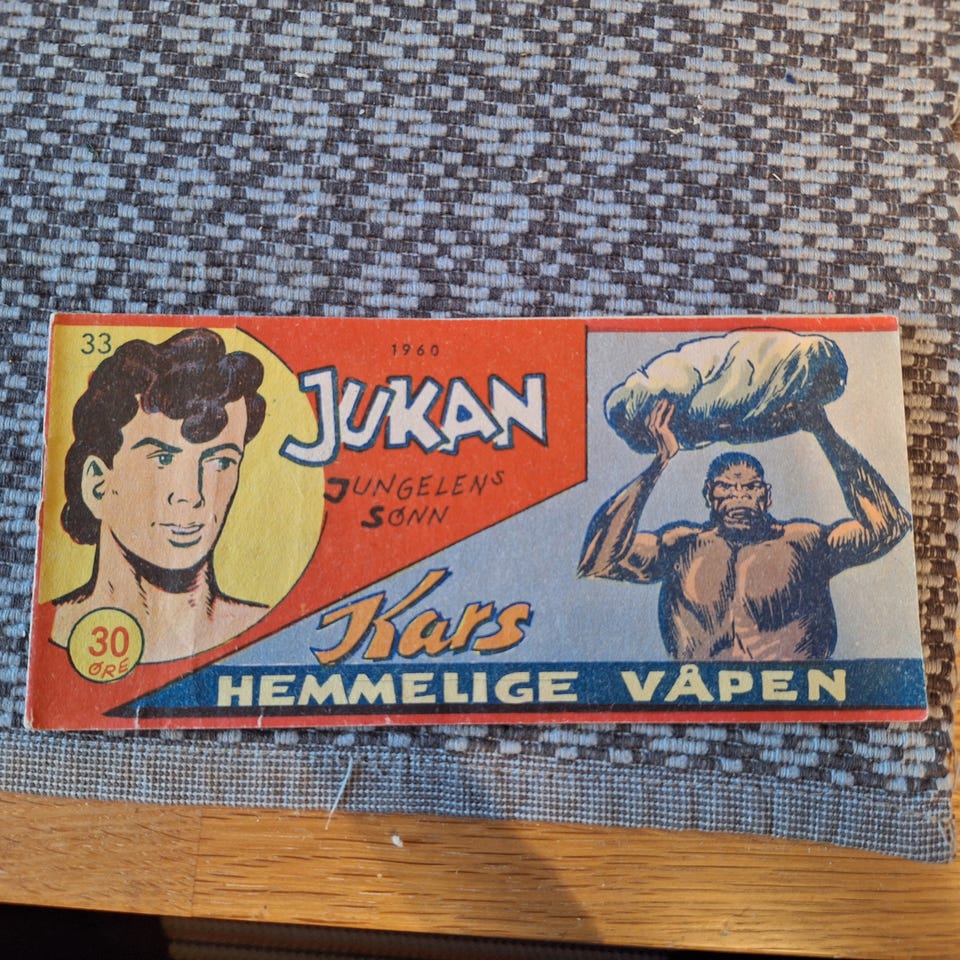 33
1960
JUKAN
JUNGELENS
SØNN
Kars
30
ØRE
HEMMELIGE VÅPEN